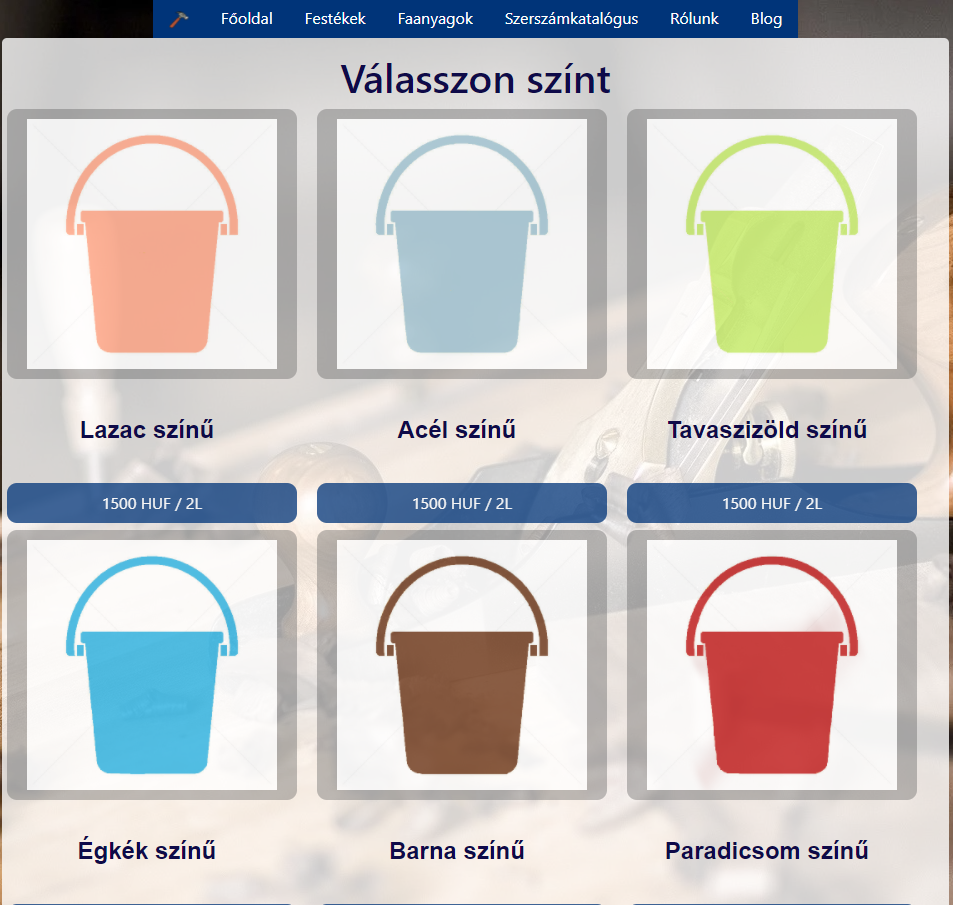 Főoldal Festékek Faanyagok Szerszámkatalógus Rólunk Blog
Válasszon színt
Lazac színű Acél színű Tavaszizöld színű
1500 HUF / 2L 1500 HUF / 2L 1500 HUF / 2L
Égkék színű Barna színű Paradicsom színű